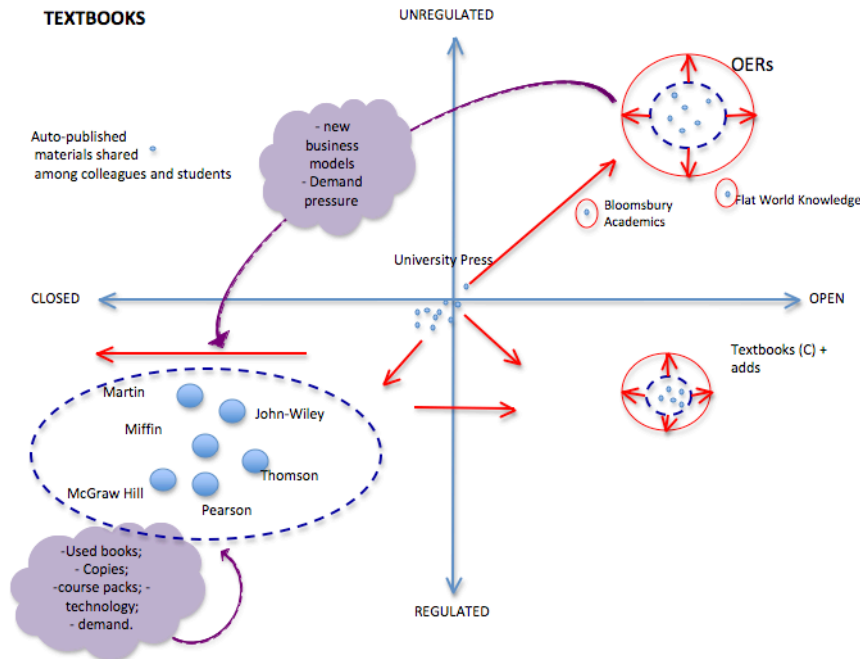 TEXTBOOKS
UNREGULATED
OERs
- new
business
models
- Demand
pressure
Auto-published
materials shared
among colleagues and students
Bloomsbury
Academics
Flat World Knowledge
University Press
CLOSED
OPEN
Textbooks (C) +
adds
Martin
John-Wiley
Miffin
Thomson
McGraw Hill
Pearson
-Used books;
- Copies;
-course packs; -
technology;
- demand.
REGULATED